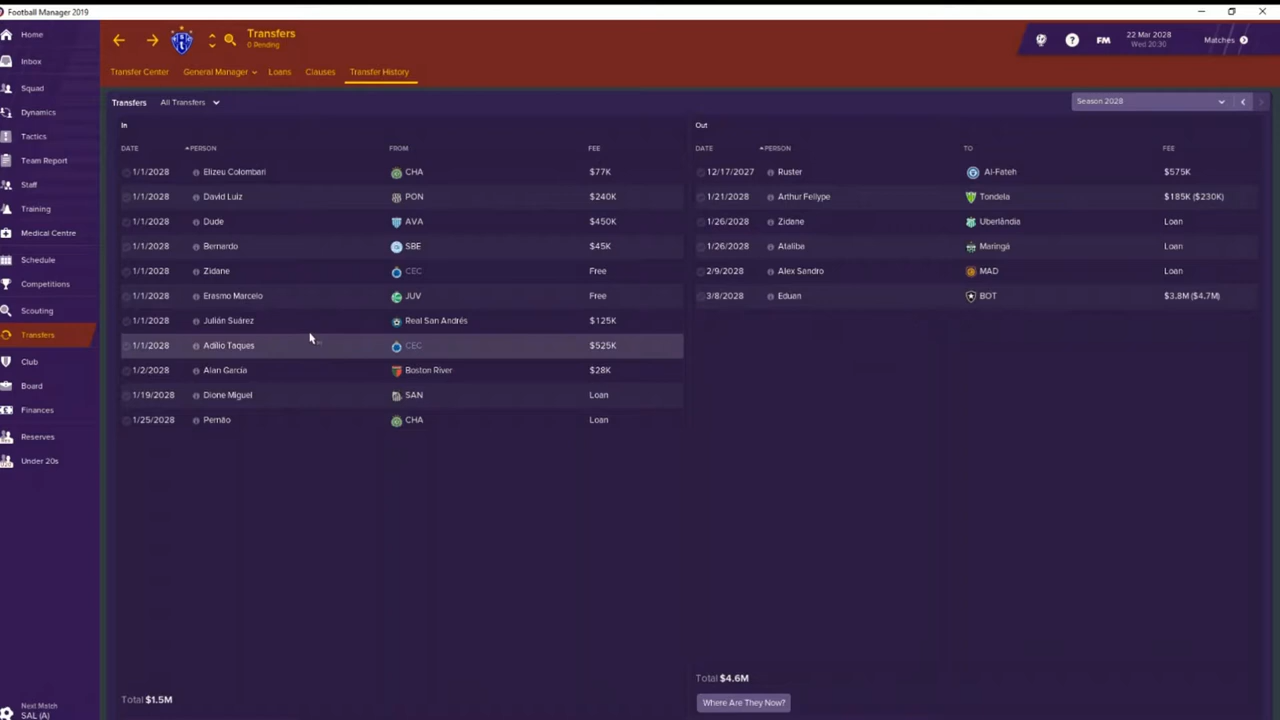 Football Manager 2019
Home
Inbox
Squad
Dynamics
Tactics
Team Report
Staff
Training
Medical Centre
Schedule
Competitions
Scouting
Transfers
Club
Board
Finances
Reserves
Under 20s
Next Match
SAL (A)
Transfers
0 Pending
22 Mar 2028
Wed 20:30
FM
Matches
Transfer Center General Manager Loans Clauses Transfer History
Transfers All Transfers Season 2028
In
DATE PERSON FROM FEE
1/1/2028 Elizeu Colombari CHA $77K
1/1/2028 David Luiz PON $240K
1/1/2028 Dude AVA $450K
1/1/2028 Bernardo SBE $45K
1/1/2028 Zidane CEC Free
1/1/2028 Erasmo Marcelo JUV Free
1/1/2028 Julián Suárez Real San Andrés $125K
1/1/2028 Adílio Taques CEC $525K
1/2/2028 Alan García Boston River $28K
1/19/2028 Dione Miguel SAN Loan
1/25/2028 Pernão CHA Loan
Total $1.5M
Out
DATE PERSON TO FEE
12/17/2027 Ruster Al-Fateh $575K
1/21/2028 Arthur Fellype Tondela $185K ($230K)
1/26/2028 Zidane Uberlândia Loan
1/26/2028 Ataliba Maringá Loan
2/9/2028 Alex Sandro MAD Loan
3/8/2028 Eduan BOT $3.8M ($4.7M)
Total $4.6M
Where Are They Now?